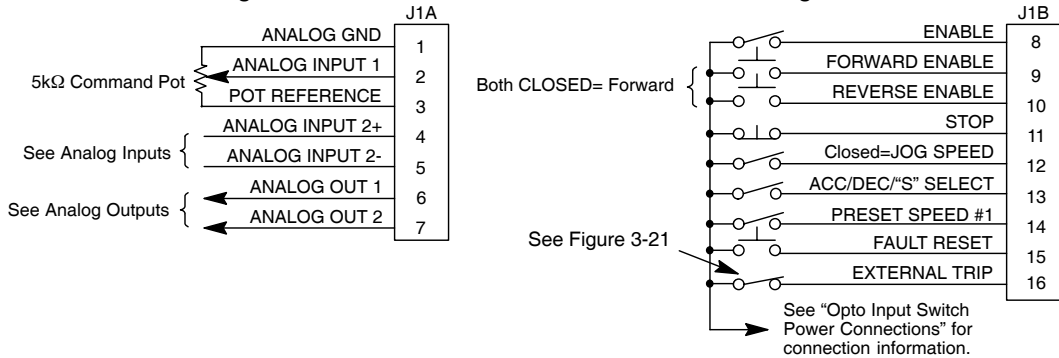 J1A
ANALOG GND
1
ANALOG INPUT 1
2
5kΩ Command Pot
POT REFERENCE
3
ANALOG INPUT 2+
4
See Analog Inputs
ANALOG INPUT 2-
5
ANALOG OUT 1
6
See Analog Outputs
ANALOG OUT 2
7
J1B
ENABLE
8
FORWARD ENABLE
9
Both CLOSED= Forward
REVERSE ENABLE
10
STOP
11
Closed=JOG SPEED
12
ACC/DEC/“S” SELECT
13
PRESET SPEED #1
14
See Figure 3-21
FAULT RESET
15
EXTERNAL TRIP
16
See “Opto Input Switch
Power Connections” for
connection information.